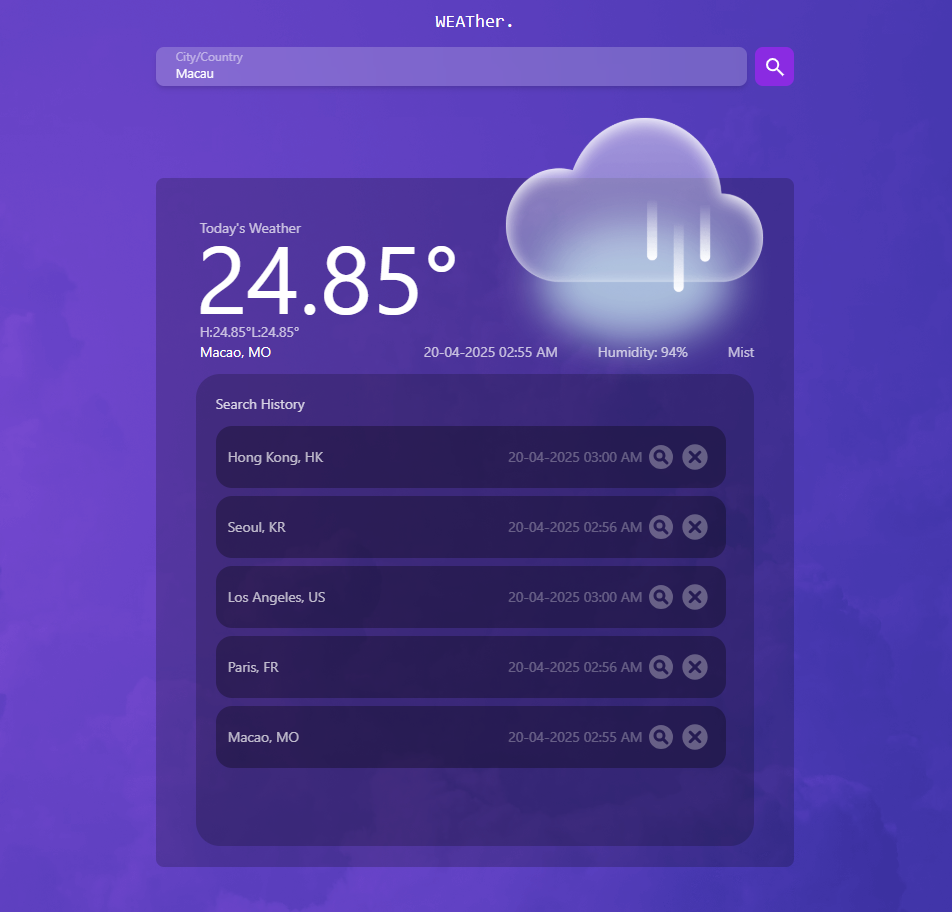 WEATher.
City/Country
Macau
Today's Weather
24.85°
H:24.85°L:24.85°
Macao, MO 20-04-2025 02:55 AM Humidity: 94% Mist
Search History
Hong Kong, HK 20-04-2025 03:00 AM
Seoul, KR 20-04-2025 02:56 AM
Los Angeles, US 20-04-2025 03:00 AM
Paris, FR 20-04-2025 02:56 AM
Macao, MO 20-04-2025 02:55 AM